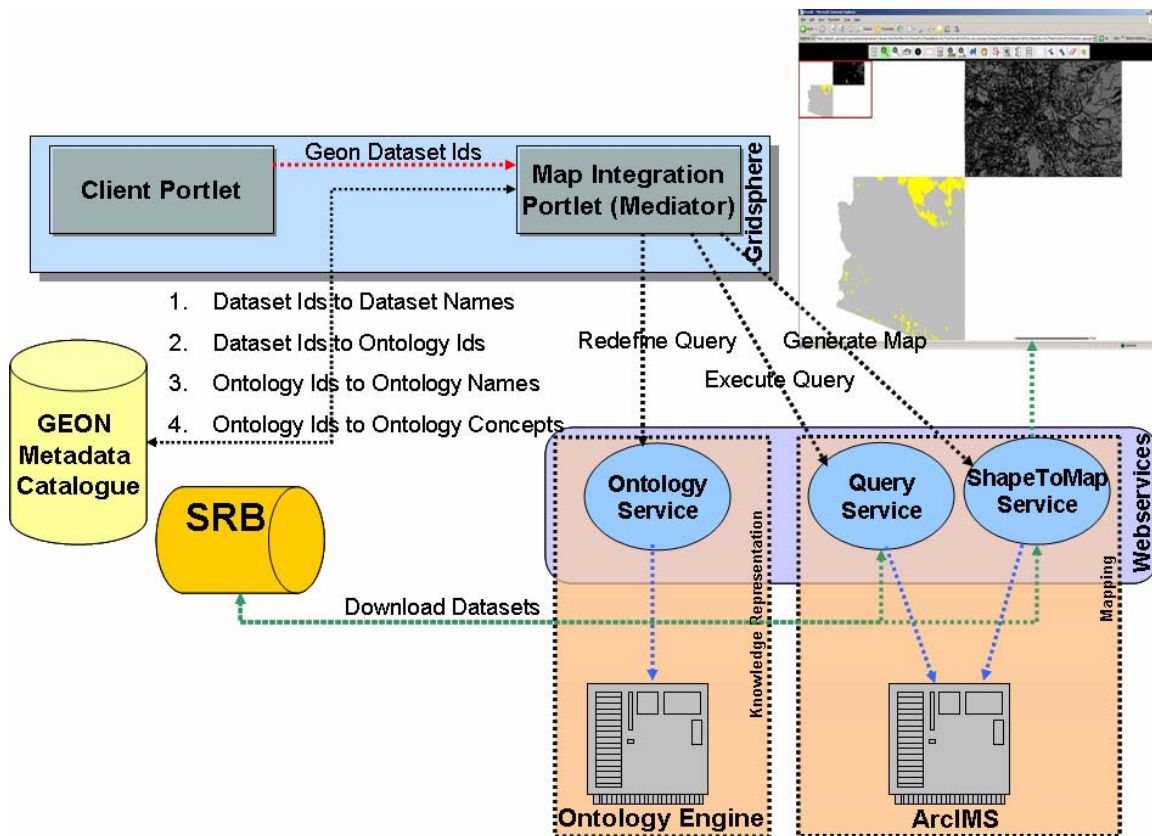 Geon Dataset Ids
Client Portlet
Map Integration
Portlet (Mediator)
Gridsphere
1. Dataset Ids to Dataset Names
2. Dataset Ids to Ontology Ids
3. Ontology Ids to Ontology Names
4. Ontology Ids to Ontology Concepts
Redefine Query
Generate Map
Execute Query
GEON
Metadata
Catalogue
SRB
Ontology
Service
Query
Service
ShapeToMap
Service
Webservices
Download Datasets
Knowledge Representation
Mapping
Ontology Engine
ArcIMS